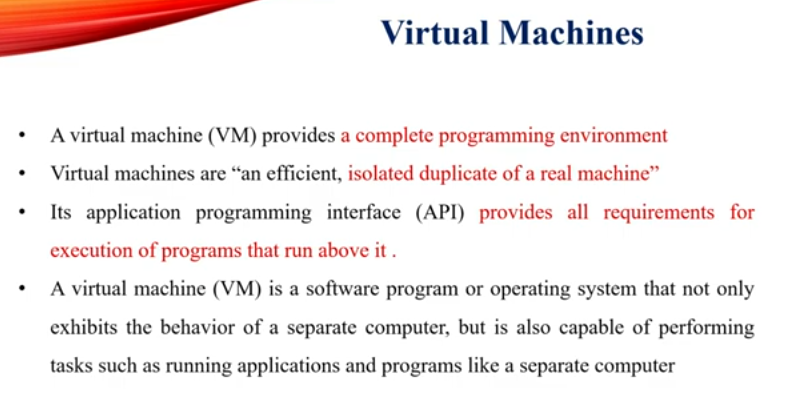 Virtual Machines
• A virtual machine (VM) provides a complete programming environment
• Virtual machines are “an efficient, isolated duplicate of a real machine”
• Its application programming interface (API) provides all requirements for
execution of programs that run above it .
• A virtual machine (VM) is a software program or operating system that not only
exhibits the behavior of a separate computer, but is also capable of performing
tasks such as running applications and programs like a separate computer